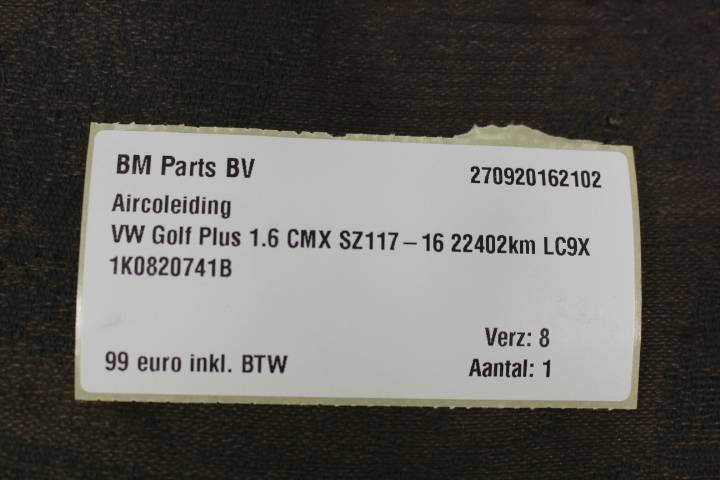 BM Parts BV 270920162102
Aircoleiding
VW Golf Plus 1.6 CMX SZ117-16 22402km LC9X
1K0820741B
Verz: 8
99 euro inkl. BTW Aantal: 1